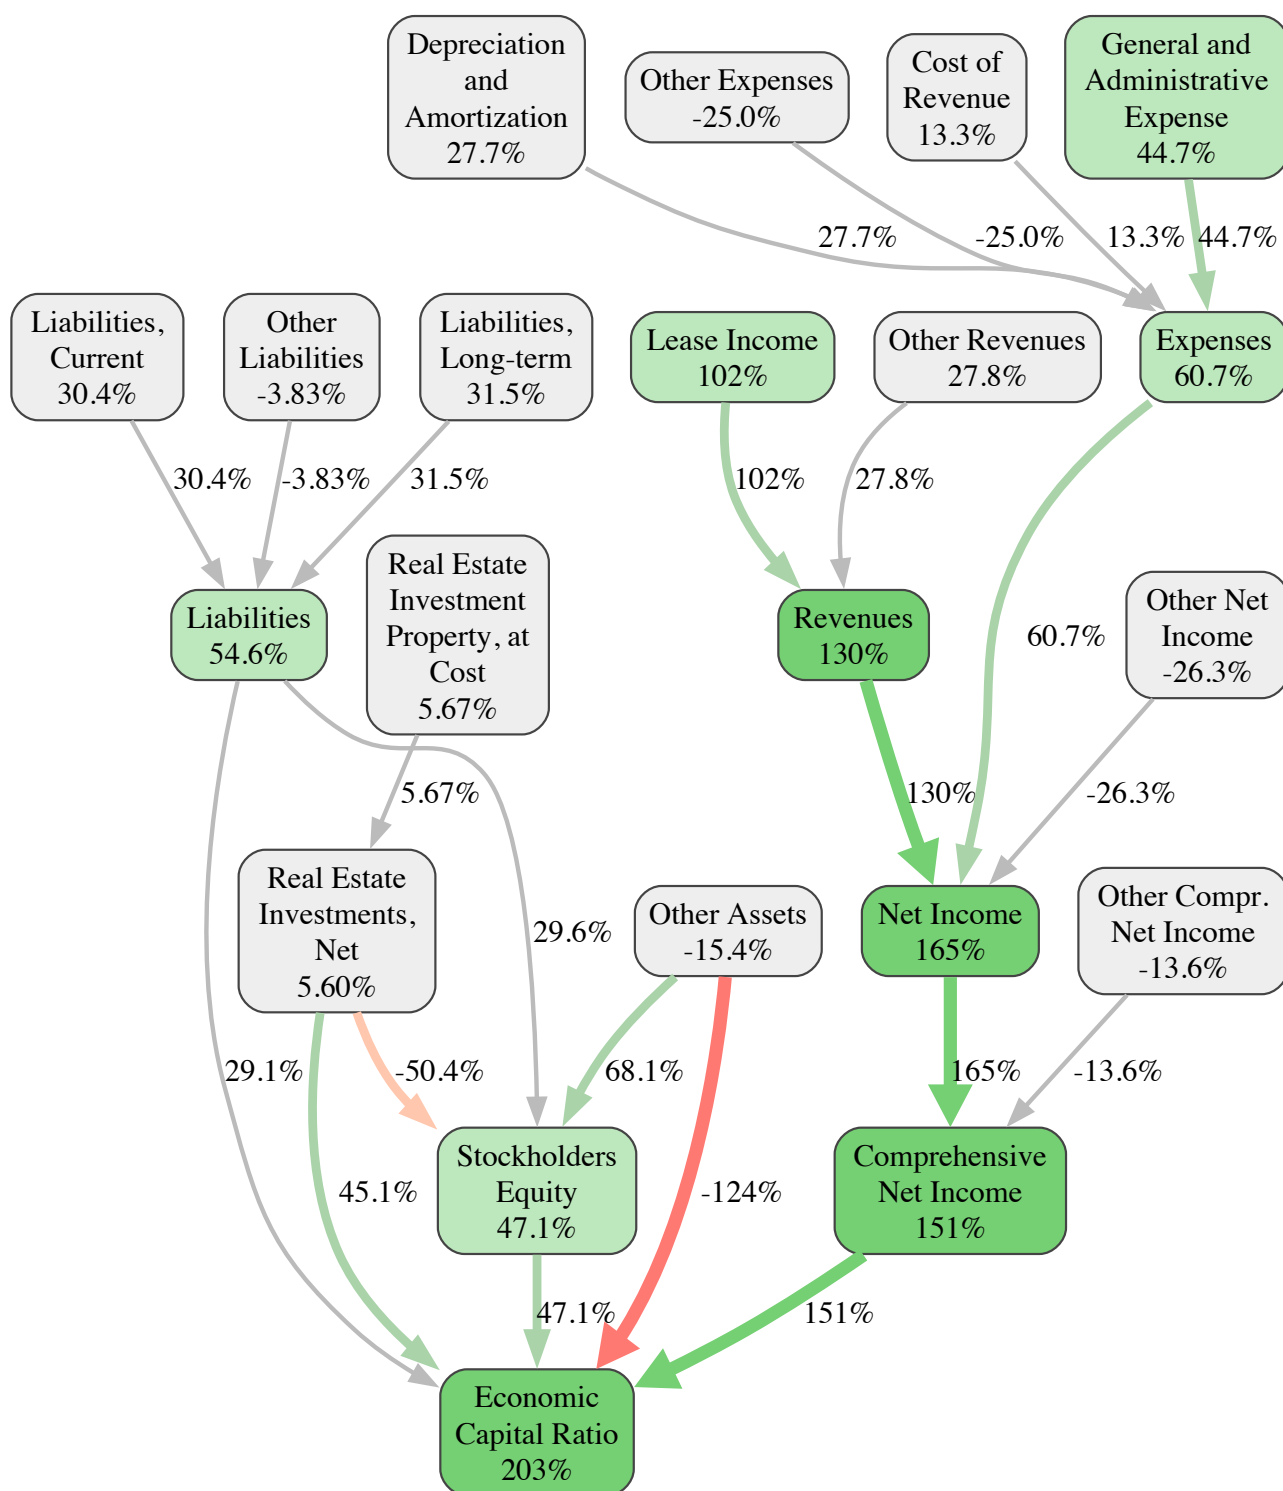 Depreciation
and
Amortization
27.7%
Other Expenses
-25.0%
Cost of
Revenue
13.3%
General and
Administrative
Expense
44.7%
27.7%
-25.0%
13.3%
44.7%
Liabilities,
Current
30.4%
Other
Liabilities
-3.83%
Liabilities,
Long-term
31.5%
Lease Income
102%
Other Revenues
27.8%
Expenses
60.7%
30.4%
-3.83%
31.5%
102%
27.8%
Liabilities
54.6%
Real Estate
Investment
Property, at
Cost
5.67%
Revenues
130%
60.7%
Other Net
Income
-26.3%
5.67%
130%
-26.3%
Real Estate
Investments,
Net
5.60%
29.6%
Other Assets
-15.4%
Net Income
165%
Other Compr.
Net Income
-13.6%
29.1%
-50.4%
68.1%
165%
-13.6%
45.1%
Stockholders
Equity
47.1%
-124%
Comprehensive
Net Income
151%
47.1%
151%
Economic
Capital Ratio
203%